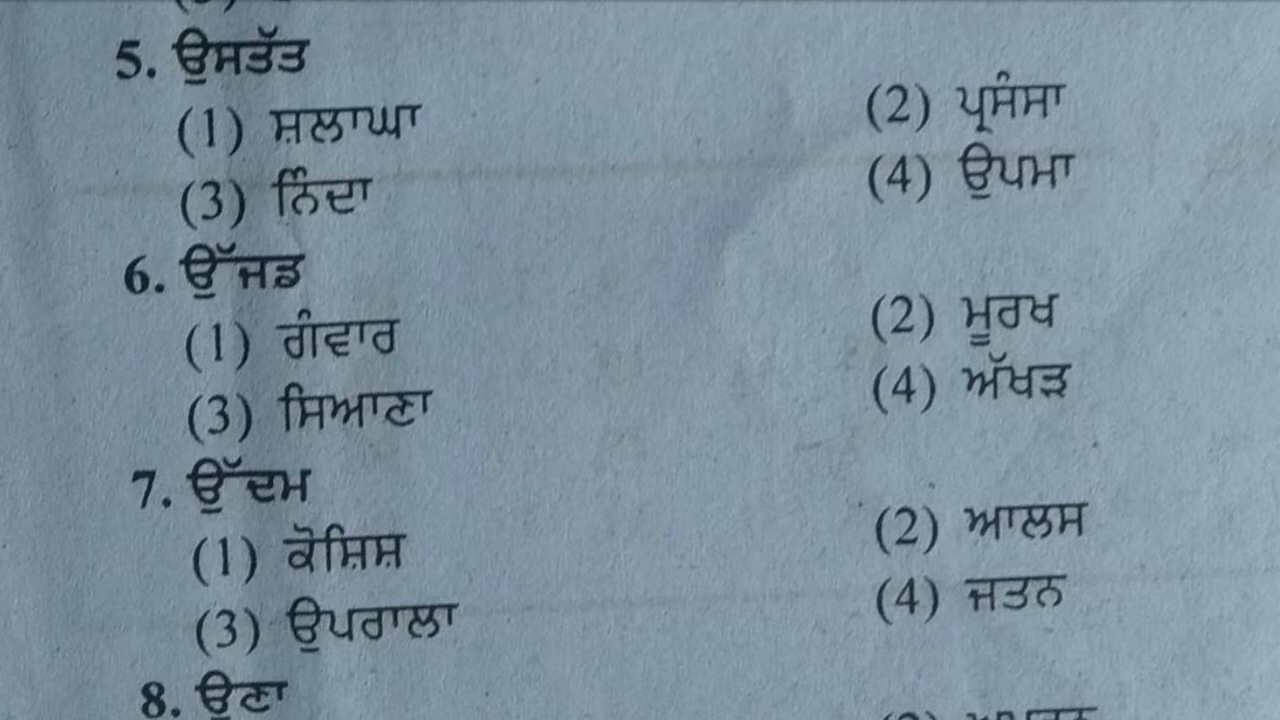 5. ਉਸਤੱਤ
(1) ਸ਼ਲਾਘਾ (2) ਪ੍ਰਸੰਸਾ
(3) ਨਿੰਦਾ (4) ਉਪਮਾ
6. ਉੱਜਡ
(1) ਗੰਵਾਰ (2) ਮੂਰਖ
(3) ਸਿਆਣਾ (4) ਅੱਖੜ
7. ਉੱਦਮ
(1) ਕੋਸ਼ਿਸ਼ (2) ਆਲਸ
(3) ਉਪਰਾਲਾ (4) ਜਤਨ
8. ਉਣਾ